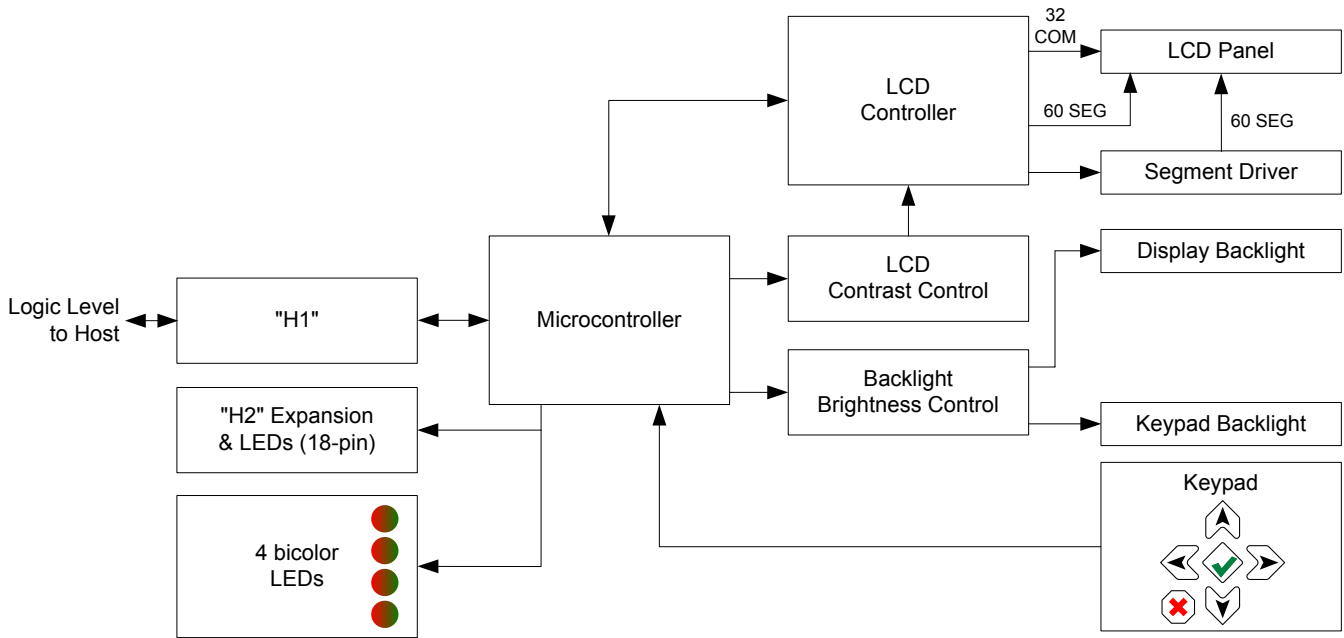 32
COM
LCD Panel
LCD
Controller
60 SEG
60 SEG
Segment Driver
Display Backlight
LCD
Contrast Control
Logic Level
to Host
"H1"
Microcontroller
Backlight
Brightness Control
"H2" Expansion
& LEDs (18-pin)
Keypad Backlight
Keypad
4 bicolor
LEDs